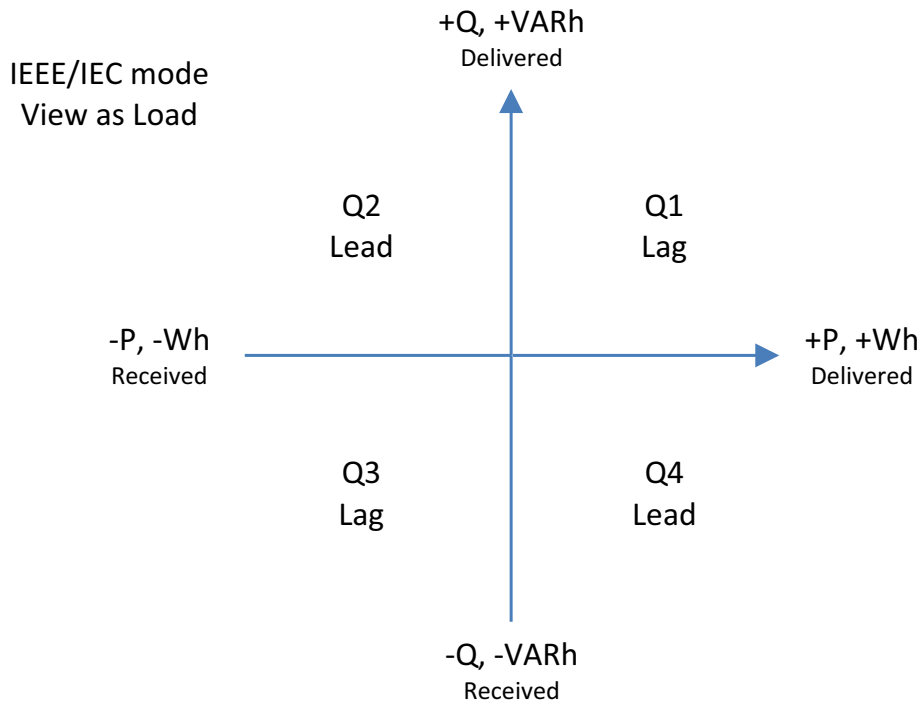 +Q, +VARh
Delivered
IEEE/IEC mode
View as Load
Q2
Lead
Q1
Lag
-P, -Wh
Received
+P, +Wh
Delivered
Q3
Lag
Q4
Lead
-Q, -VARh
Received